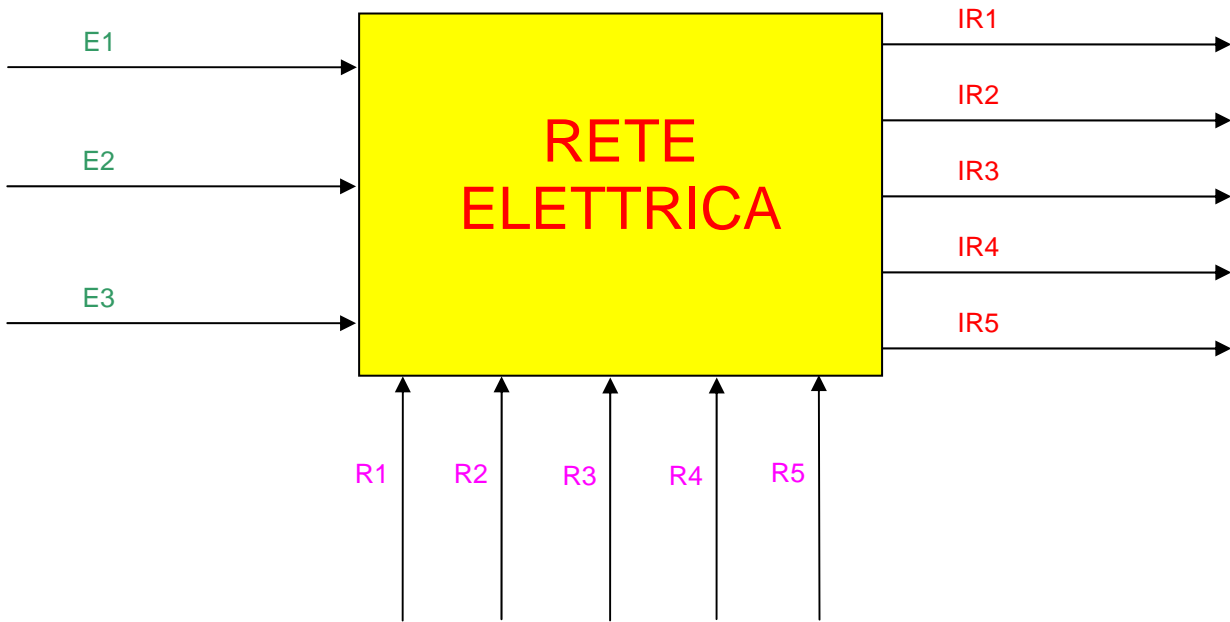 E1
E2
E3
RETE
ELETTRICA
IR1
IR2
IR3
IR4
IR5
R1
R2
R3
R4
R5